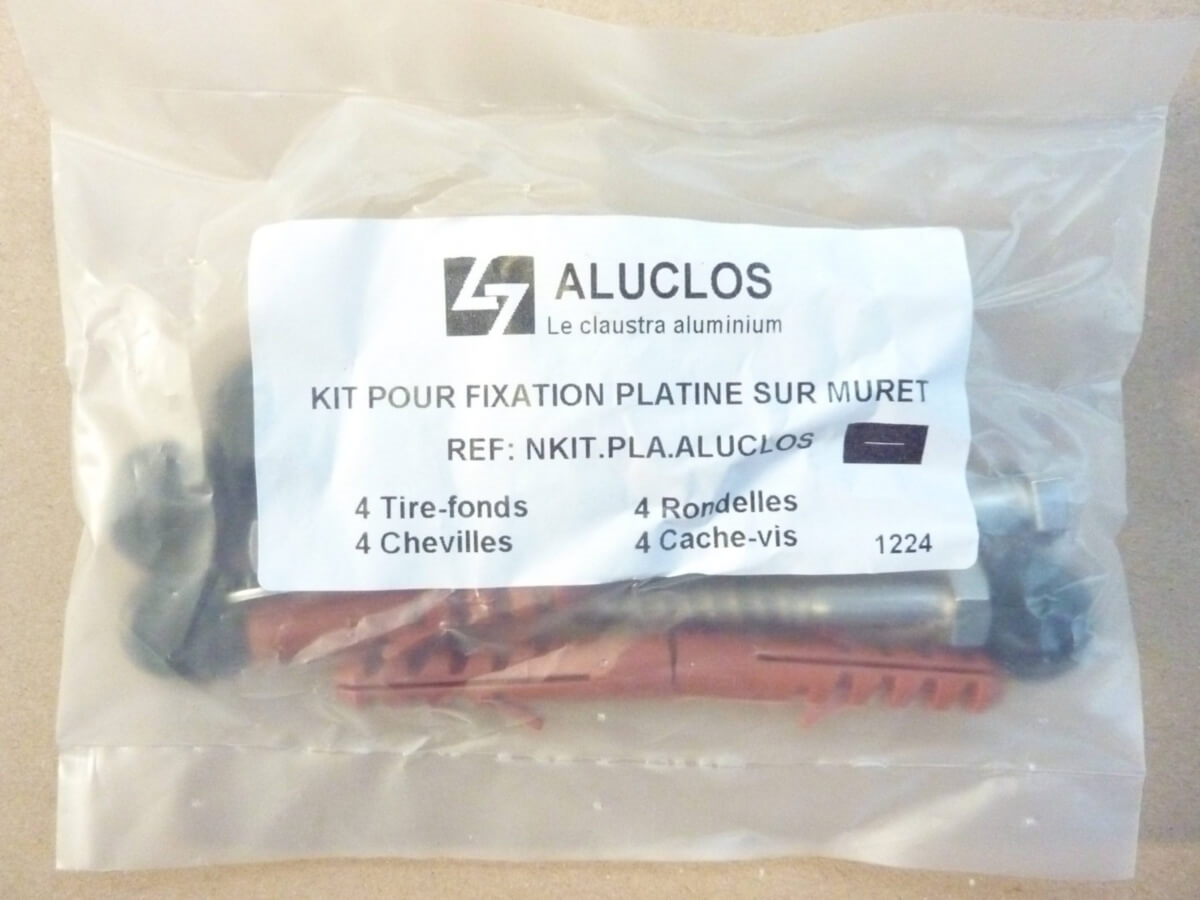 ALUCLOS
Le claustra aluminium
KIT POUR FIXATION PLATINE SUR MURET
REF: NKIT.PLA.ALUCLOS
4 Tire-fonds 4 Rondelles
4 Chevilles 4 Cache-vis 1224